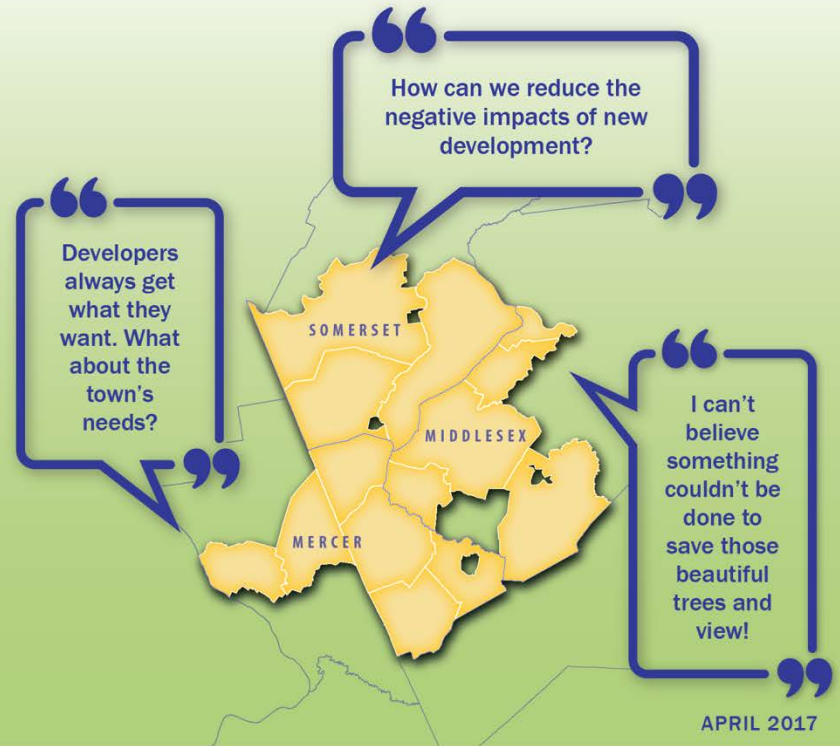 “
How can we reduce the
negative impacts of new
development?
”
“
Developers
always get
what they
want. What
about the
town’s
needs?
”
SOMERSET
MIDDLESEX
MERCER
“
I can’t
believe
something
couldn’t be
done to
save those
beautiful
trees and
view!
”
APRIL 2017